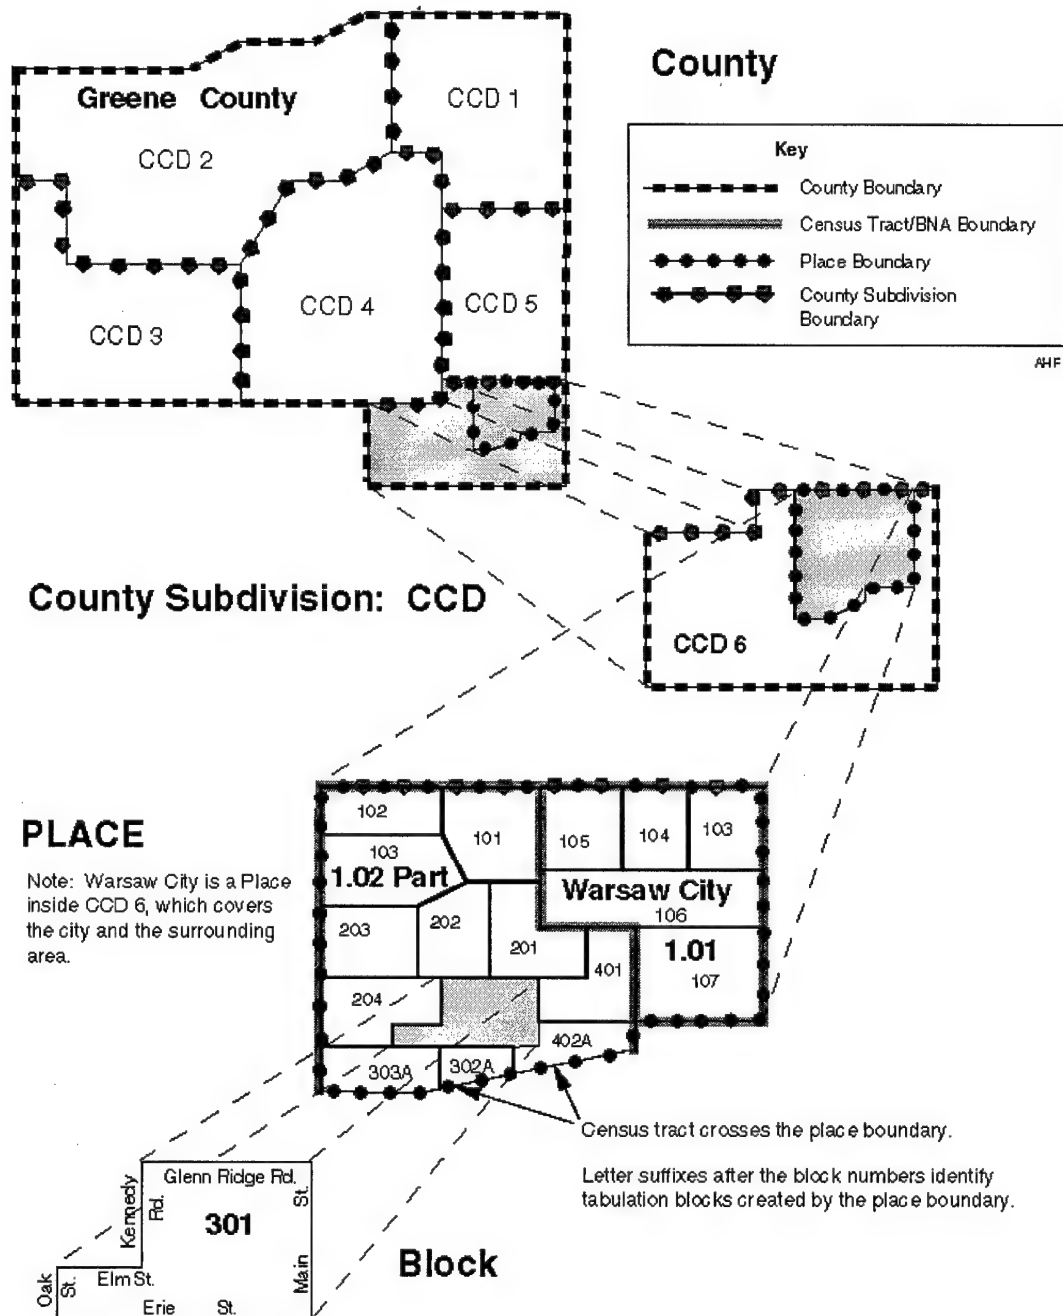 County
Greene County
CCD 1
CCD 2
CCD 3
CCD 4
CCD 5
Key
County Boundary
Census Tract/BNA Boundary
Place Boundary
County Subdivision
Boundary
AHF
County Subdivision: CCD
CCD 6
PLACE
Note: Warsaw City is a Place
inside CCD 6, which covers
the city and the surrounding
area.
102
101
105
104
103
103
1.02 Part
Warsaw City
106
203
202
201
401
1.01
107
204
402A
303A
302A
Census tract crosses the place boundary.
Letter suffixes after the block numbers identify
tabulation blocks created by the place boundary.
Glenn Ridge Rd.
Kennedy
Rd.
St.
Main
301
Oak
St.
Elm St.
Erie St.
Block